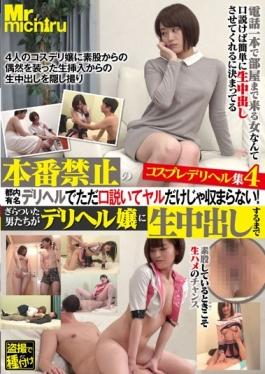 Mr.
michiru
電話一本で部屋まで来る女なんて
口説けば簡単に生中出し
させてくれるに決まってる
4人のコスデリ嬢に素股からの
偶然を装った生挿入からの
生中出しを隠し撮り
本番禁止の
コスプレデリヘル集4
都内
有名
デリヘルでただ口説いてヤルだけじゃ収まらない!
ぎらついた
男たちが
デリヘル嬢に
生中出し
するまで
素股しているときこそ
生ハメのチャンス
盗撮で
種付け